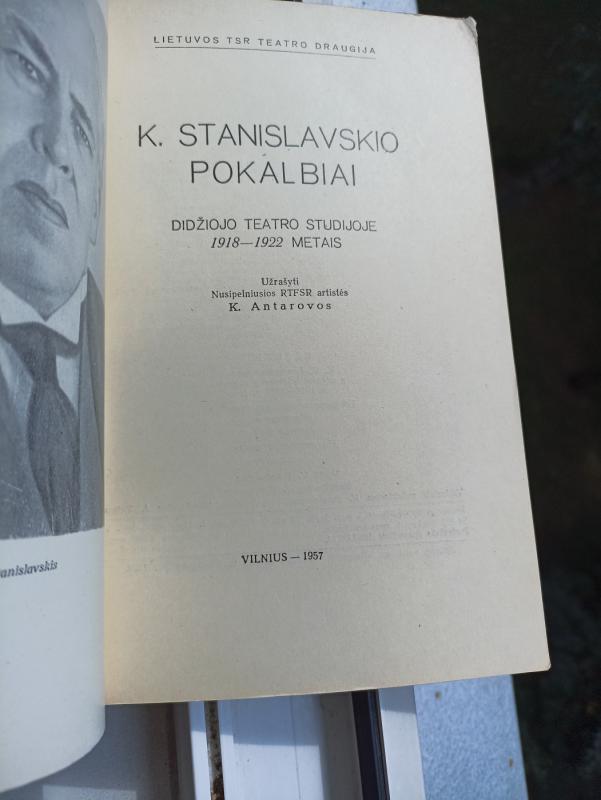 LIETUVOS TSR TEATRO DRAUGIJA
K. STANISLAVSKIO
POKALBIAI
DIDŽIOJO TEATRO STUDIJOJE
1918—1922 METAIS
Užrašyti
Nusipelniusios RTFSR artistės
K. Antarovos
VILNIUS — 1957
anislavskis